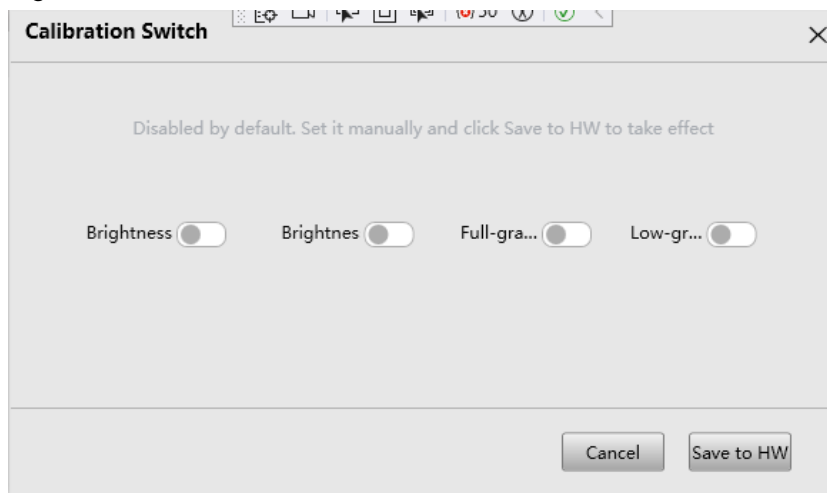 Calibration Switch
Disabled by default. Set it manually and click Save to HW to take effect
Brightness Brightnes Full-gra... Low-gr...
Cancel Save to HW